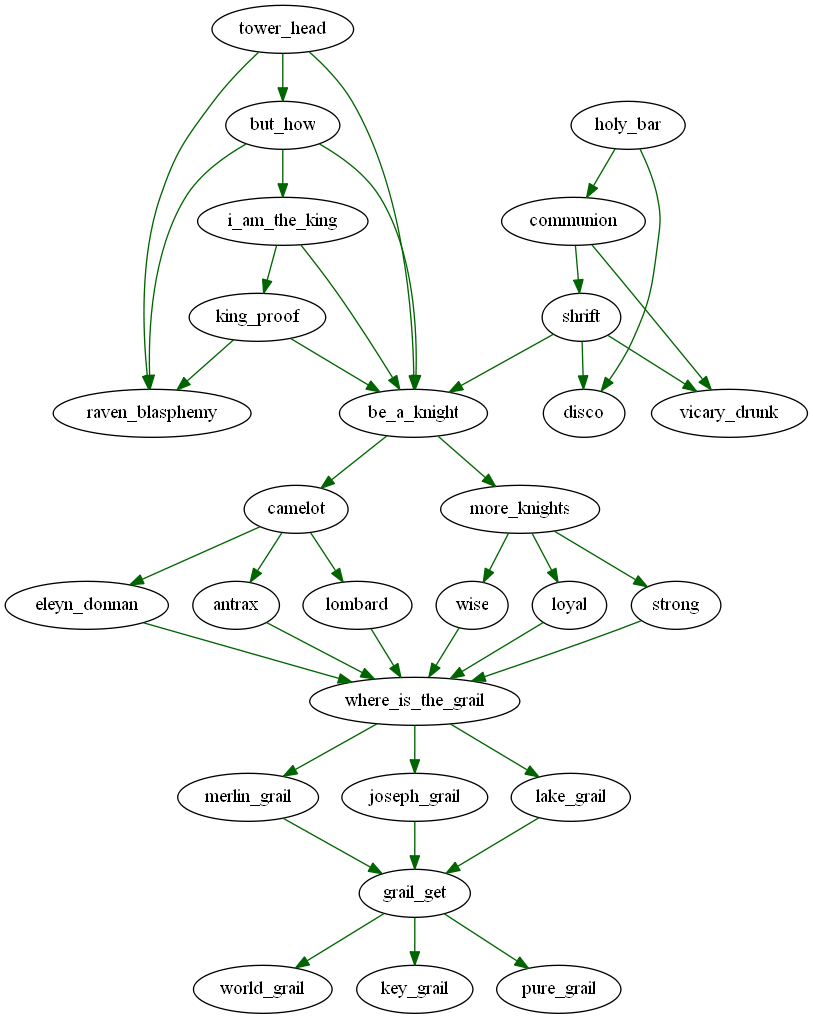 tower_head
but_how
holy_bar
i_am_the_king
communion
king_proof
shrift
raven_blasphemy
be_a_knight
disco
vicary_drunk
camelot
more_knights
eleyn_donnan
antrax
lombard
wise
loyal
strong
where_is_the_grail
merlin_grail
joseph_grail
lake_grail
grail_get
world_grail
key_grail
pure_grail